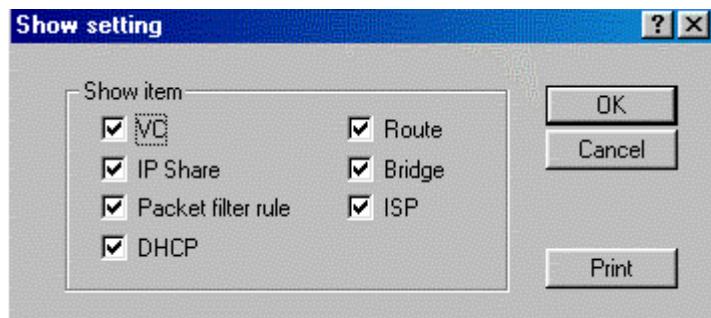 Show setting
Show item
VC
Route
IP Share
Bridge
Packet filter rule
ISP
DHCP
OK
Cancel
Print